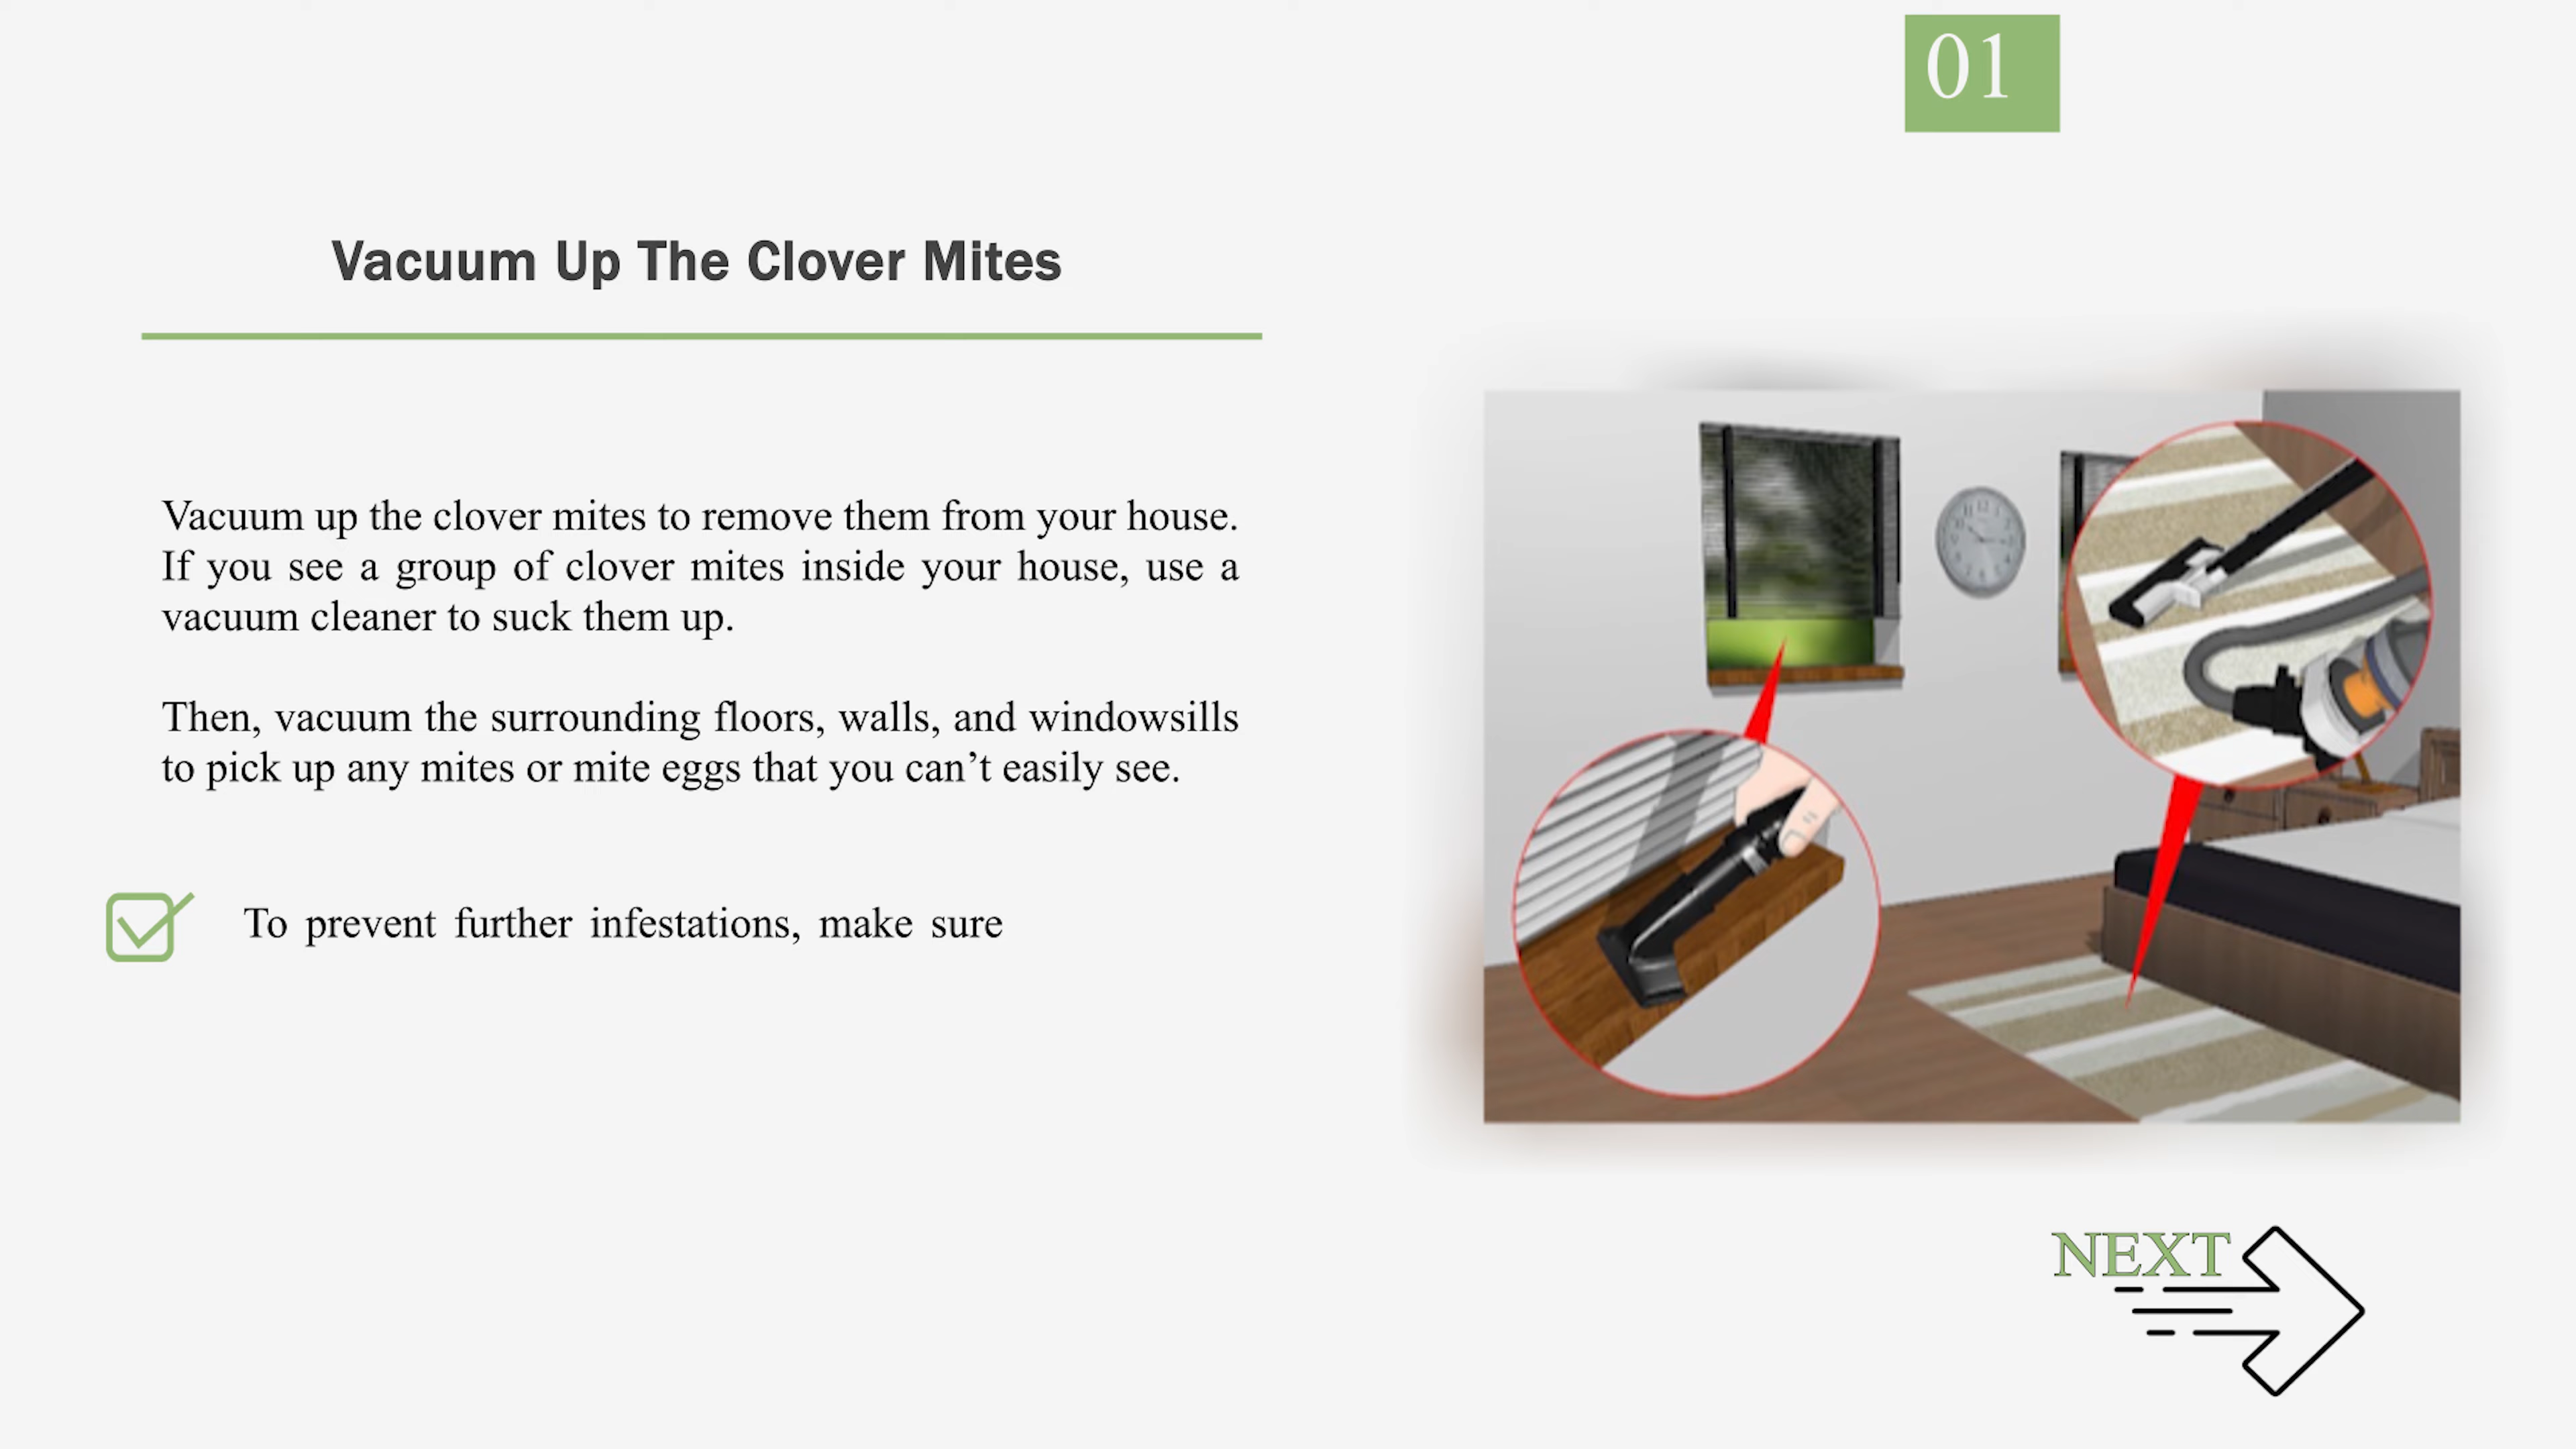 01
Vacuum Up The Clover Mites
Vacuum up the clover mites to remove them from your house.
If you see a group of clover mites inside your house, use a
vacuum cleaner to suck them up.
Then, vacuum the surrounding floors, walls, and windowsills
to pick up any mites or mite eggs that you can’t easily see.
To prevent further infestations, make sure
NEXT